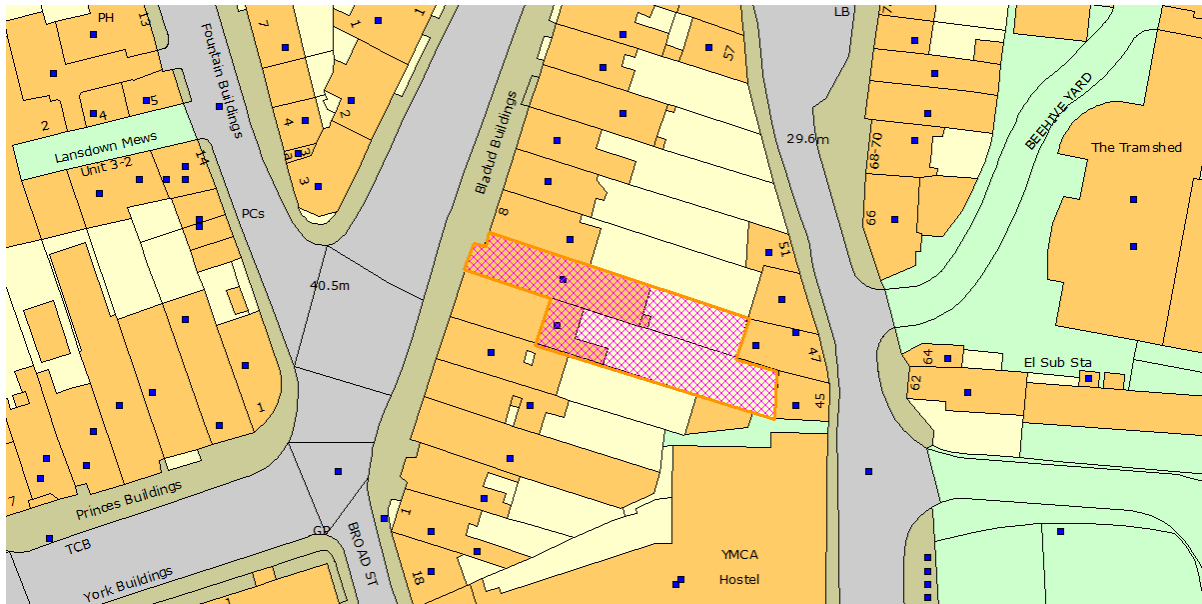 PH
13
Fountain Buildings
7
1
1
57
LB
7
2
4
5
4
2
Lansdown Mews
Unit 3-2
14
3
3
PCs
Bladud Buildings
8
29.6m
68-70
66
BEEHIVE YARD
The Tramshed
51
40.5m
47
45
64
62
El Sub Sta
1
7
Princes Buildings
TCB
York Buildings
GP
BROAD ST
1
18
YMCA
Hostel
1